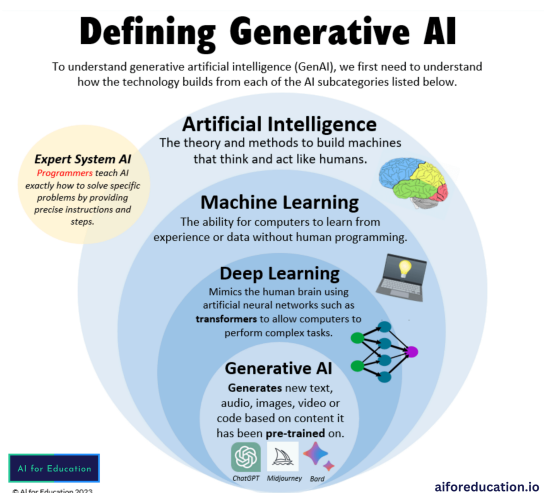 Defining Generative AI
To understand generative artificial intelligence (GenAI), we first need to understand
how the technology builds from each of the AI subcategories listed below.
Artificial Intelligence
The theory and methods to build machines
that think and act like humans.
Expert System AI
Programmers teach AI
exactly how to solve specific
problems by providing
precise instructions and
steps.
Machine Learning
The ability for computers to learn from
experience or data without human programming.
Deep Learning
Mimics the human brain using
artificial neural networks such as
transformers to allow computers to
perform complex tasks.
Generative AI
Generates new text,
audio, images, video or
code based on content it
has been pre-trained on.
ChatGPT Midjourney Bard
AI for Education
© AI for Education 2023
aiforeducation.io